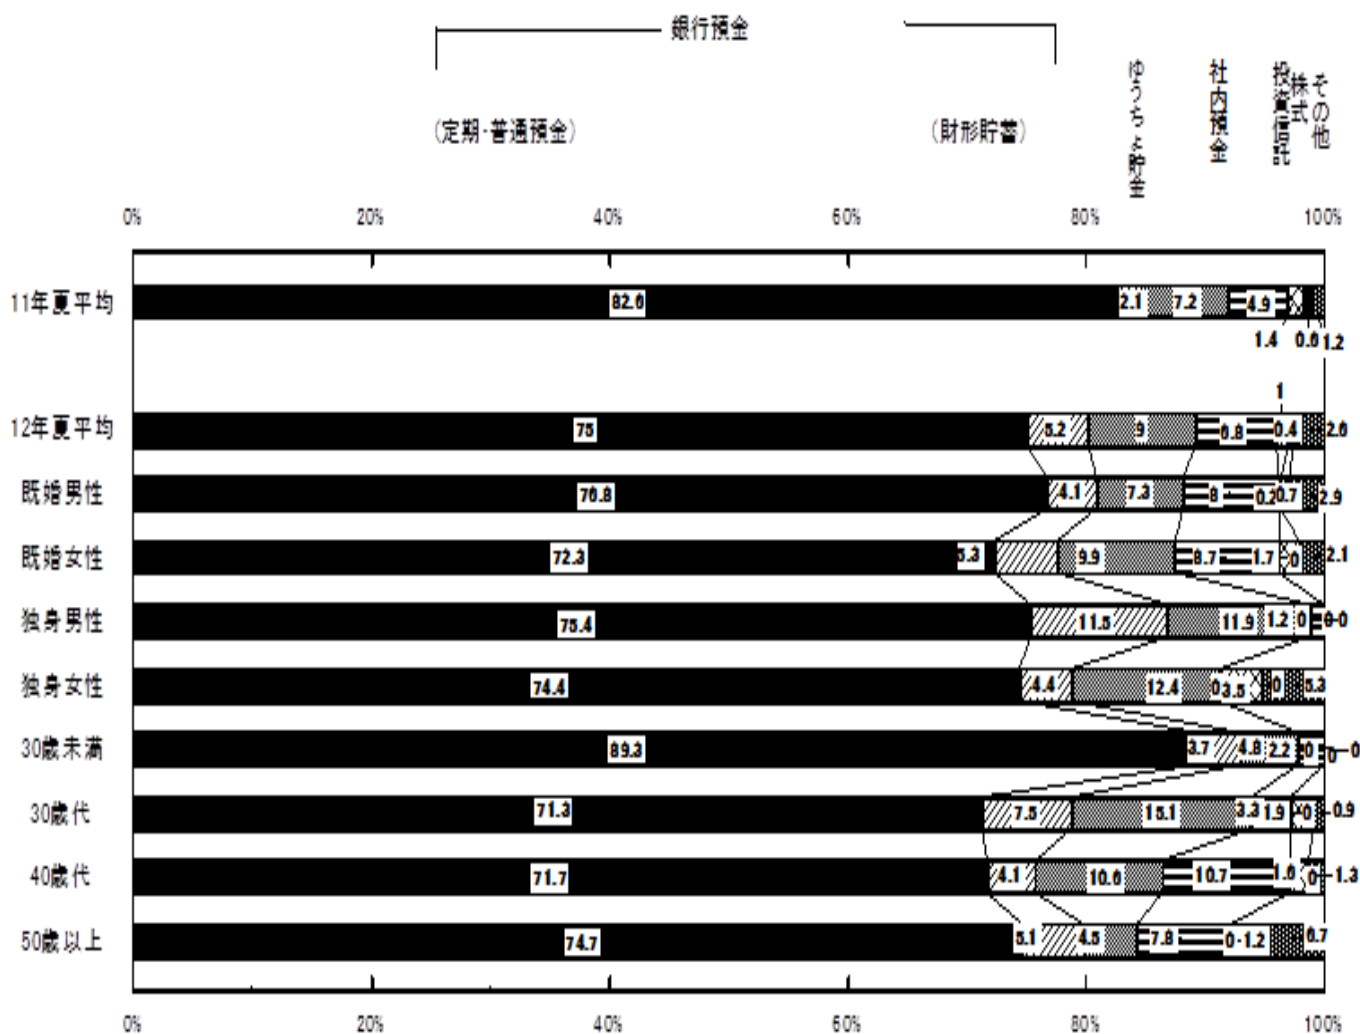 銀行預金
(定期・普通預金)
(財形貯蓄)
ゆうちょ貯金
社内預金
投資信託
株式
その他
0% 20% 40% 60% 80% 100%
11年夏平均 82.6 2.1 7.2 4.9
1.4 0.6 1.2
1
12年夏平均 75 5.2 9 6.8 0.4 2.6
既婚男性 76.8 4.1 7.3 8 0.2 0.7 2.9
既婚女性 72.3 5.3 9.9 8.7 1.7 0 2.1
独身男性 75.4 11.5 11.9 1.2 0 0 0
独身女性 74.4 4.4 12.4 0 3.5 0 5.3
30歳未満 89.3 3.7 4.8 2.2 0 0 0
30歳代 71.3 7.5 15.1 3.3 1.9 0 0.9
40歳代 71.7 4.1 10.6 10.7 1.6 0 1.3
50歳以上 74.7 5.1 4.5 7.8 0 1.2 6.7
0% 20% 40% 60% 80% 100%